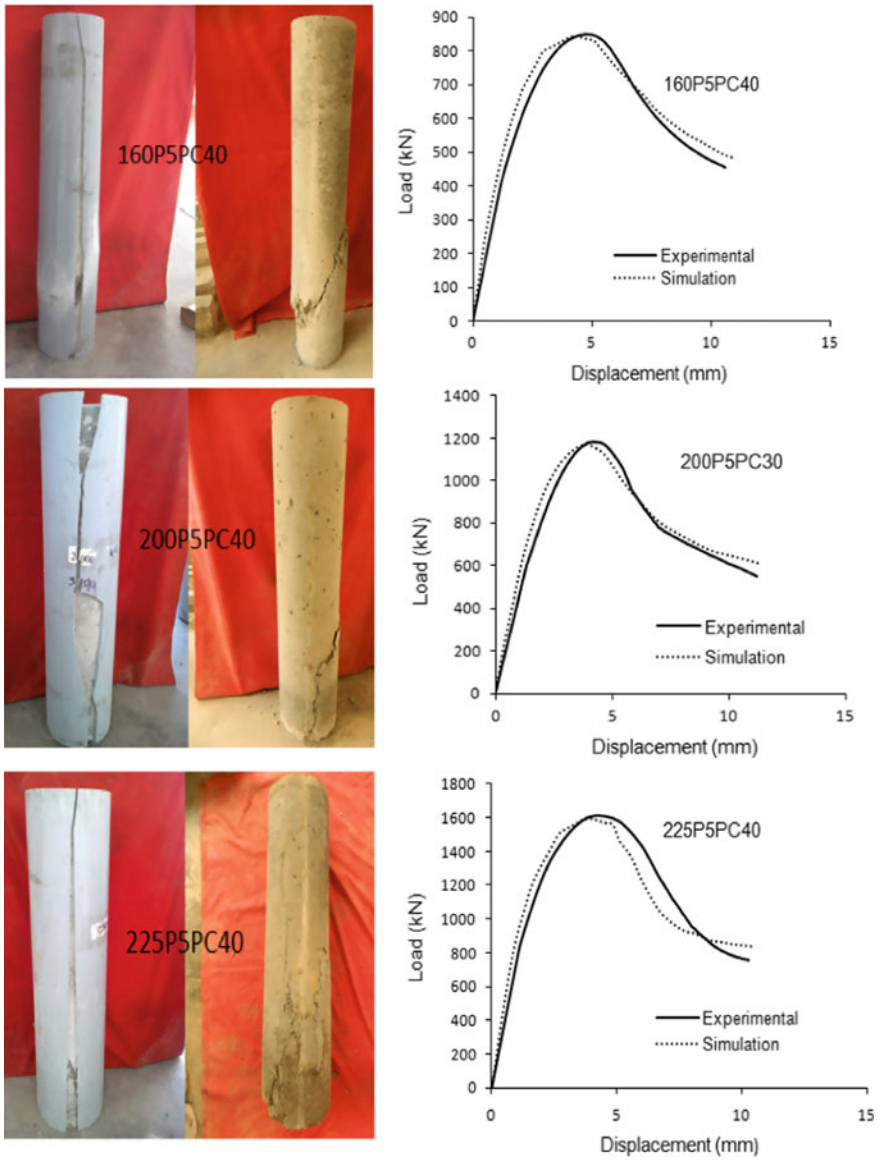 160P5PC40
900
800
700
600
500
400
300
200
100
0
Load (kN)
160P5PC40
Experimental
Simulation
0 5 10 15
Displacement (mm)
200P5PC40
1400
1200
1000
800
600
400
200
0
Load (kN)
200P5PC30
Experimental
Simulation
0 5 10 15
Displacement (mm)
225P5PC40
1800
1600
1400
1200
1000
800
600
400
200
0
Load (kN)
225P5PC40
Experimental
Simulation
0 5 10 15
Displacement (mm)